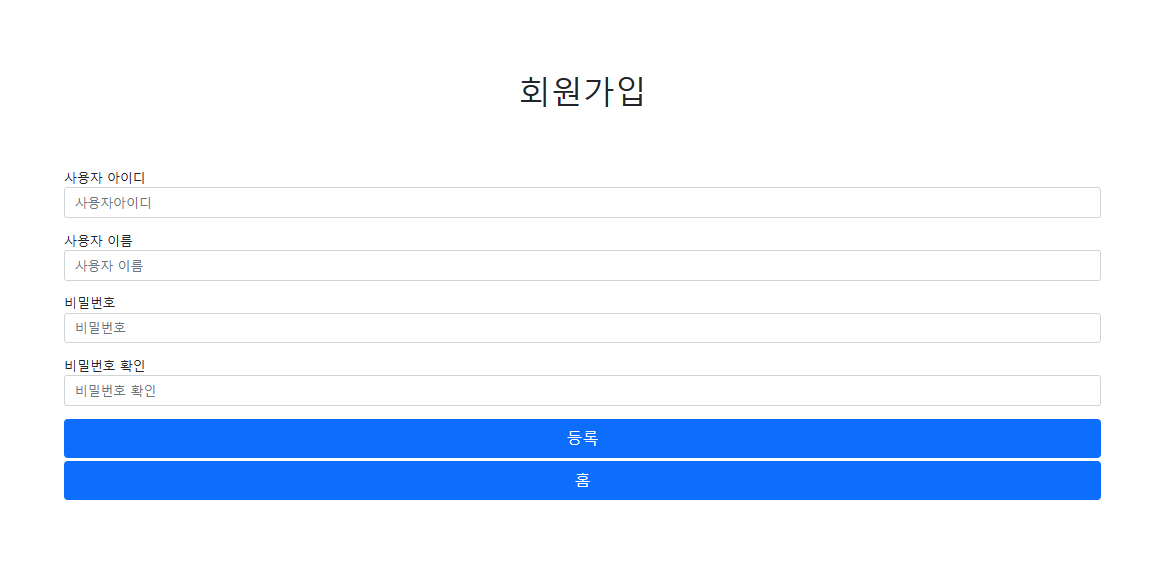 회원가입
사용자 아이디
사용자아이디
사용자 이름
사용자 이름
비밀번호
비밀번호
비밀번호 확인
비밀번호 확인
등록
홈